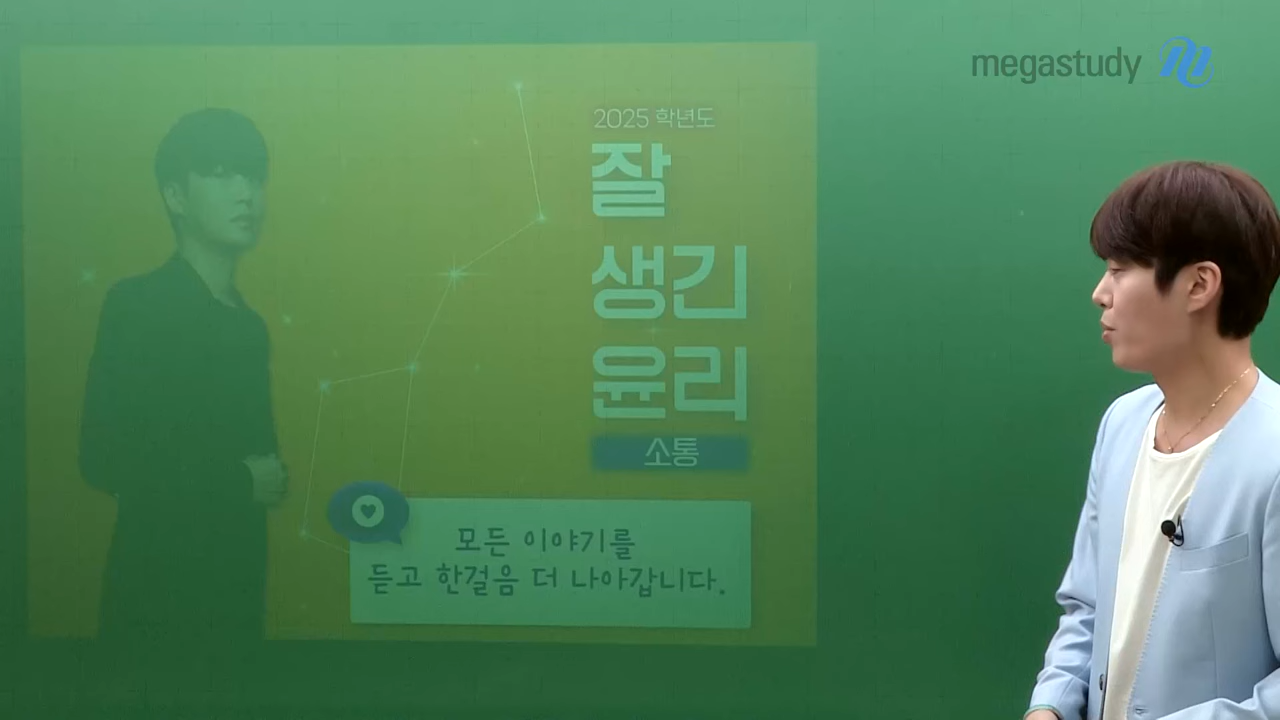 megastudy
2025 학년도
잘
생긴
윤리
소통
모든 이야기를
듣고 한걸음 더 나아갑니다.